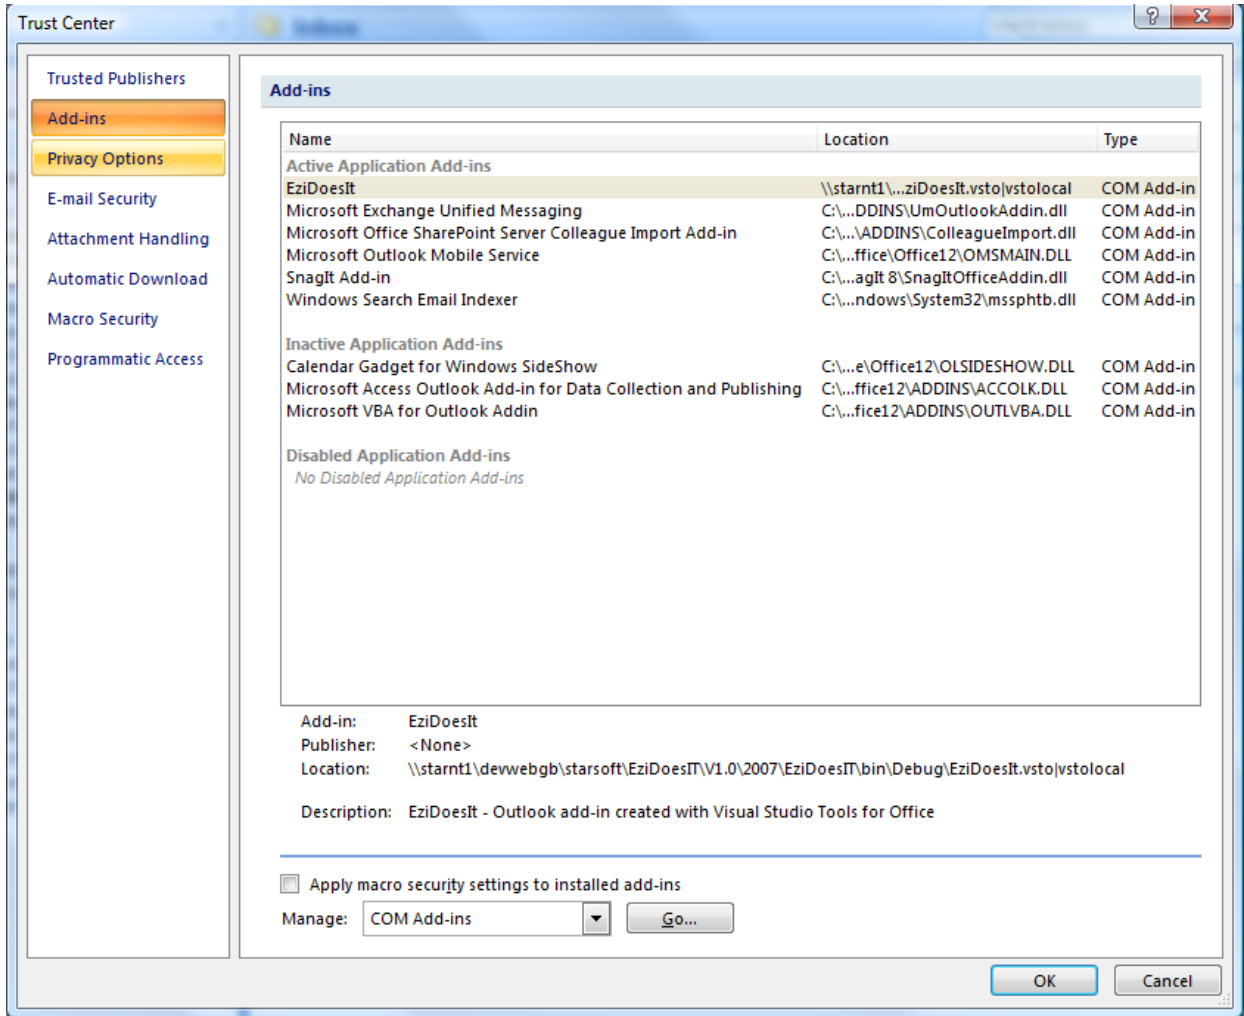 Trust Center
Inbox
Trusted Publishers
Add-ins
Privacy Options
E-mail Security
Attachment Handling
Automatic Download
Macro Security
Programmatic Access
Add-ins
Name Location Type
Active Application Add-ins
EziDoesIt \\starnt1\...ziDoesIt.vsto|vstolocal COM Add-in
Microsoft Exchange Unified Messaging C:\...DDINS\UmOutlookAddin.dll COM Add-in
Microsoft Office SharePoint Server Colleague Import Add-in C:\...\ADDINS\ColleagueImport.dll COM Add-in
Microsoft Outlook Mobile Service C:\...ffice\Office12\OMSMAIN.DLL COM Add-in
SnagIt Add-in C:\...agIt 8\SnagItOfficeAddin.dll COM Add-in
Windows Search Email Indexer C:\...ndows\System32\mssphtb.dll COM Add-in
Inactive Application Add-ins
Calendar Gadget for Windows SideShow C:\...e\Office12\OLSIDESHOW.DLL COM Add-in
Microsoft Access Outlook Add-in for Data Collection and Publishing C:\...ffice12\ADDINS\ACCOLK.DLL COM Add-in
Microsoft VBA for Outlook Addin C:\...fice12\ADDINS\OUTLVBA.DLL COM Add-in
Disabled Application Add-ins
No Disabled Application Add-ins
Add-in: EziDoesIt
Publisher: <None>
Location: \\starnt1\devwebgb\starsoft\EziDoesIT\V1.0\2007\EziDoesIT\bin\Debug\EziDoesIt.vsto|vstolocal
Description: EziDoesIt - Outlook add-in created with Visual Studio Tools for Office
Apply macro security settings to installed add-ins
Manage: COM Add-ins Go...
OK Cancel